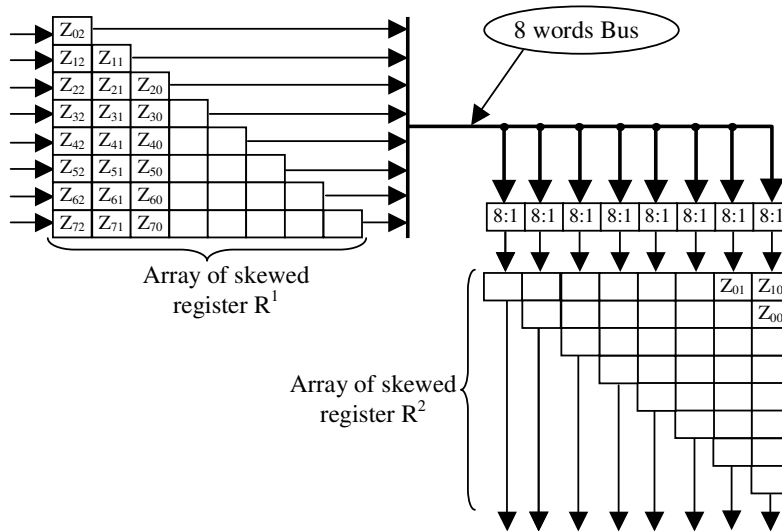 8 words Bus
Z02
Z12 Z11
Z22 Z21 Z20
Z32 Z31 Z30
Z42 Z41 Z40
Z52 Z51 Z50
Z62 Z61 Z60
Z72 Z71 Z70
Array of skewed
register R1
8:1 8:1 8:1 8:1 8:1 8:1 8:1 8:1
Z01 Z10
Z00
Array of skewed
register R2